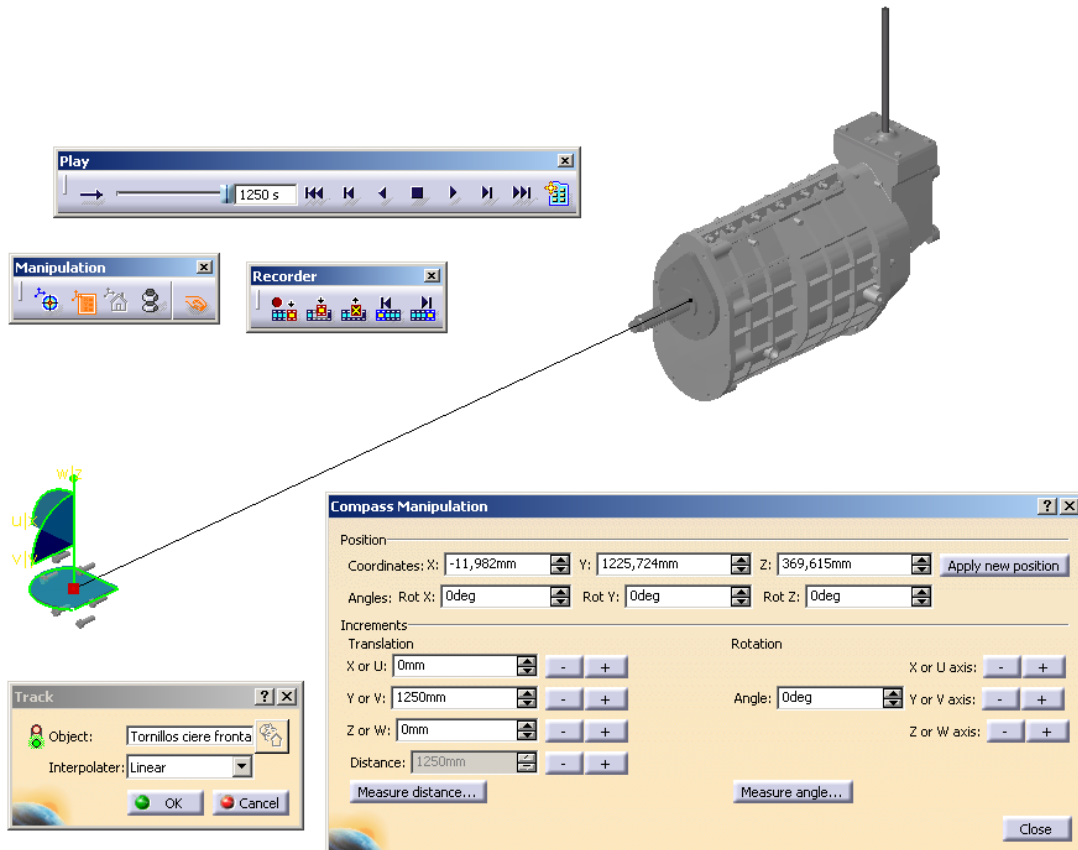 Play
1250 s
Manipulation
Recorder
w|z
u|x
v|y
Compass Manipulation
Position
Coordinates: X: -11,982mm Y: 1225,724mm Z: 369,615mm Apply new position
Angles: Rot X: 0deg Rot Y: 0deg Rot Z: 0deg
Increments
Translation Rotation
X or U: 0mm - + X or U axis: - +
Y or V: 1250mm - + Angle: 0deg Y or V axis: - +
Z or W: 0mm - + Z or W axis: - +
Distance: 1250mm - +
Measure distance... Measure angle...
Close
Track
Object: Tornillos ciere fronta
Interpolater: Linear
OK Cancel